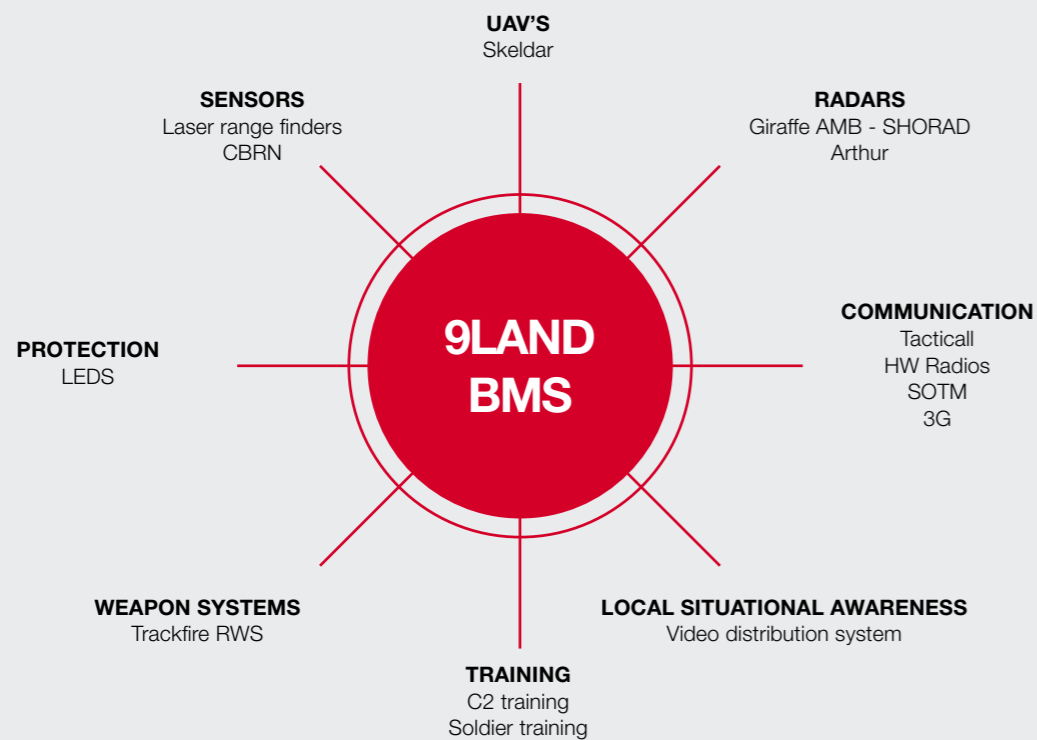 UAV'S
Skeldar
SENSORS
Laser range finders
CBRN
RADARS
Giraffe AMB - SHORAD
Arthur
9LAND
BMS
PROTECTION
LEDS
COMMUNICATION
Tacticall
HW Radios
SOTM
3G
WEAPON SYSTEMS
Trackfire RWS
LOCAL SITUATIONAL AWARENESS
Video distribution system
TRAINING
C2 training
Soldier training